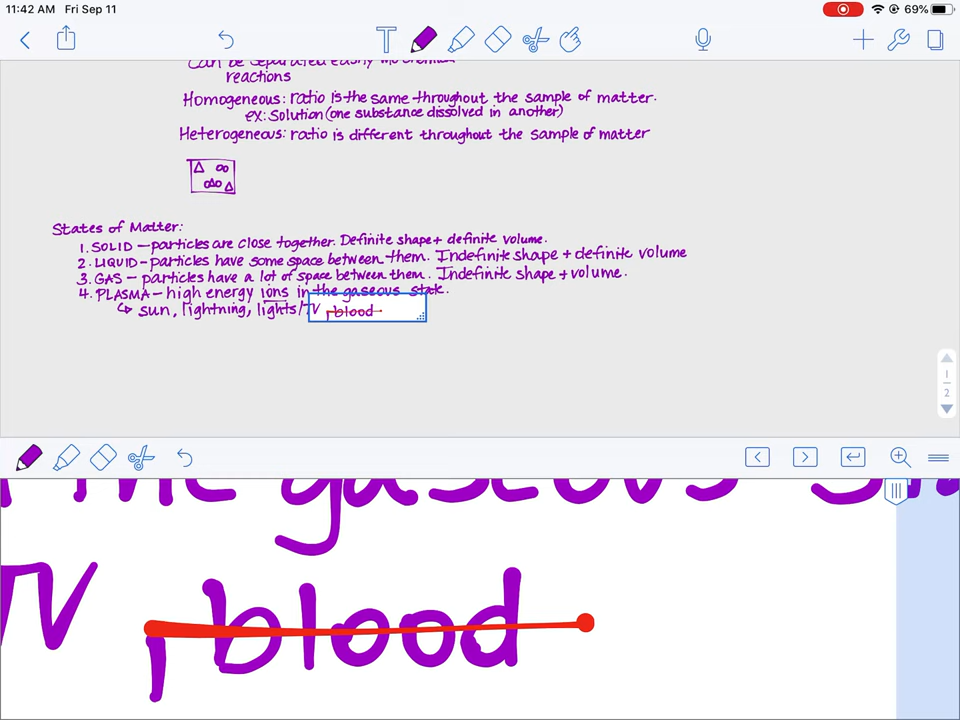 11:42 AM Fri Sep 11
69%
can be separated easily
reactions
Homogeneous: ratio is the same throughout the sample of matter.
ex: Solution (one substance dissolved in another)
Heterogeneous: ratio is different throughout the sample of matter
States of Matter:
1. SOLID – particles are close together. Definite shape + definite volume.
2. LIQUID – particles have some space between them. Indefinite shape + definite volume
3. GAS – particles have a lot of space between them. Indefinite shape + volume.
4. PLASMA – high energy ions in the gaseous state.
↳ sun, lightning, lights/TV, blood
1
2
the gaseous
TV, blood